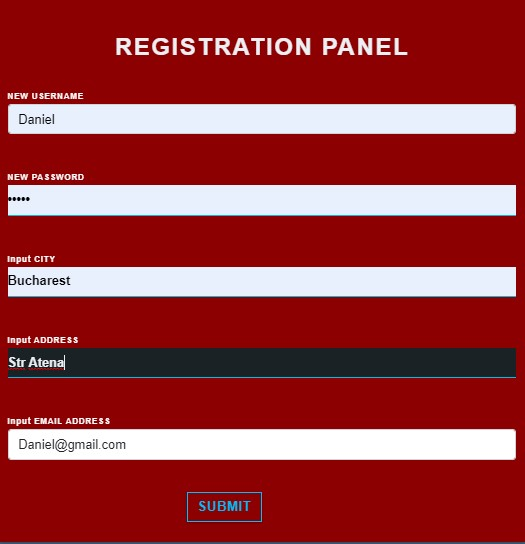 REGISTRATION PANEL
NEW USERNAME
Daniel
NEW PASSWORD
•••••
Input CITY
Bucharest
Input ADDRESS
Str Atena
Input EMAIL ADDRESS
Daniel@gmail.com
SUBMIT